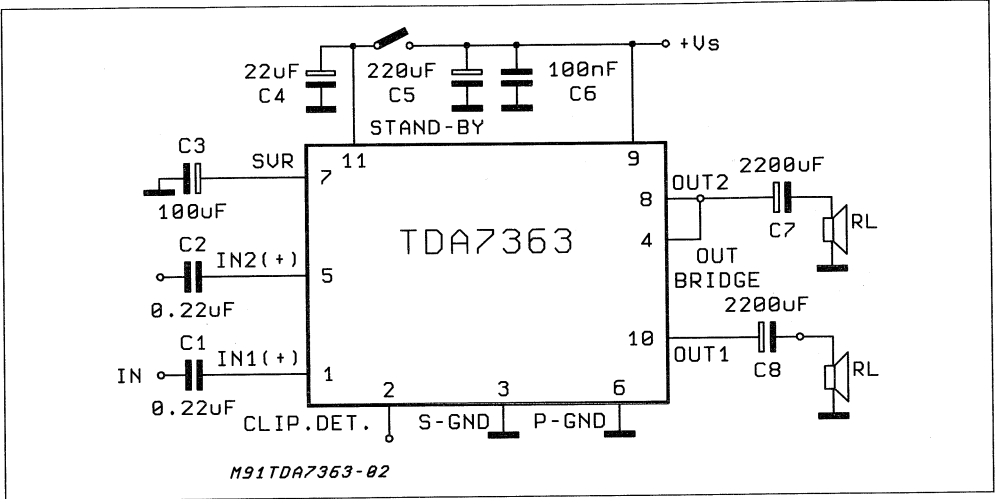 +Vs
22uF
C4
220uF
C5
100nF
C6
STAND-BY
C3
SVR
100uF
7
11
9
TDA7363
8
OUT2
4
OUT
BRIDGE
2200uF
C7
RL
C2
IN2(+)
5
0.22uF
C1
IN
IN1(+)
1
0.22uF
10
OUT1
2200uF
C8
RL
2
3
6
CLIP.DET.
S-GND
P-GND
M91TDA7363-02